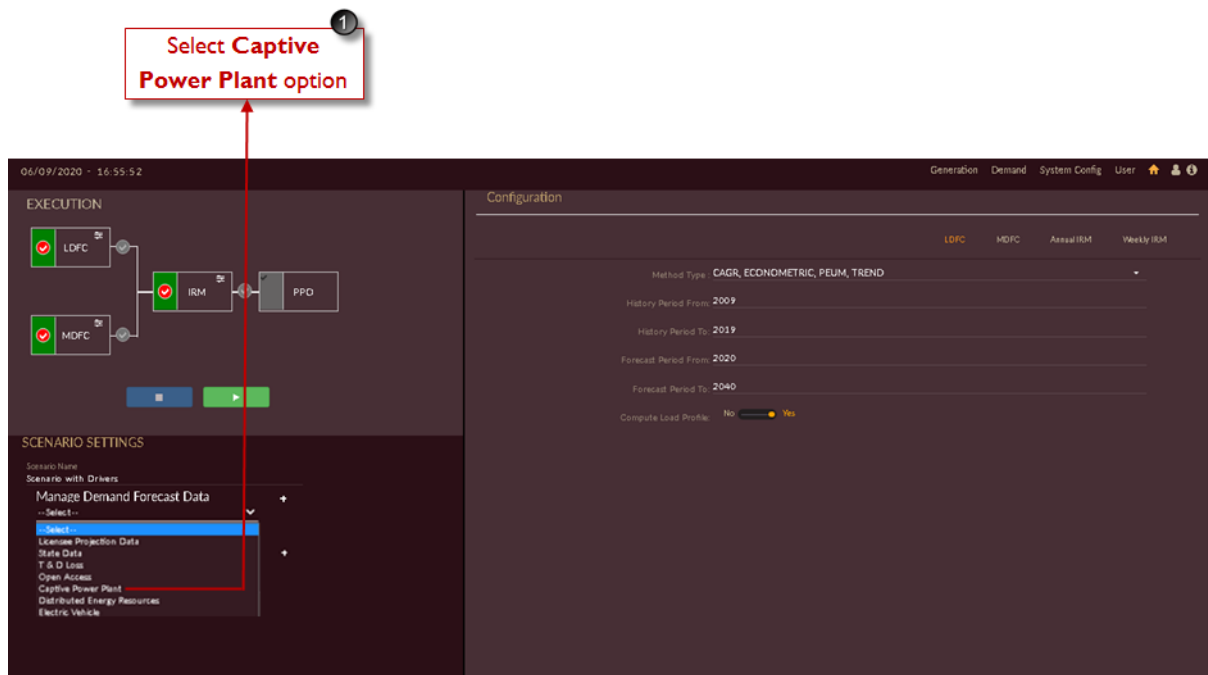 1
Select Captive
Power Plant option
06/09/2020 - 16:55:52
Generation Demand System Config User
EXECUTION
LDFC
IRM
PPO
MDFC
SCENARIO SETTINGS
Scenario Name
Scenario with Drivers
Manage Demand Forecast Data +
--Select--
--Select--
Licensee Projection Data
State Data +
T & D Loss
Open Access
Captive Power Plant
Distributed Energy Resources
Electric Vehicle
Configuration
LDFC MDFC Annual IRM Weekly IRM
Method Type : CAGR, ECONOMETRIC, PEUM, TREND
History Period From: 2009
History Period To: 2019
Forecast Period From: 2020
Forecast Period To: 2040
Compute Load Profile: No Yes